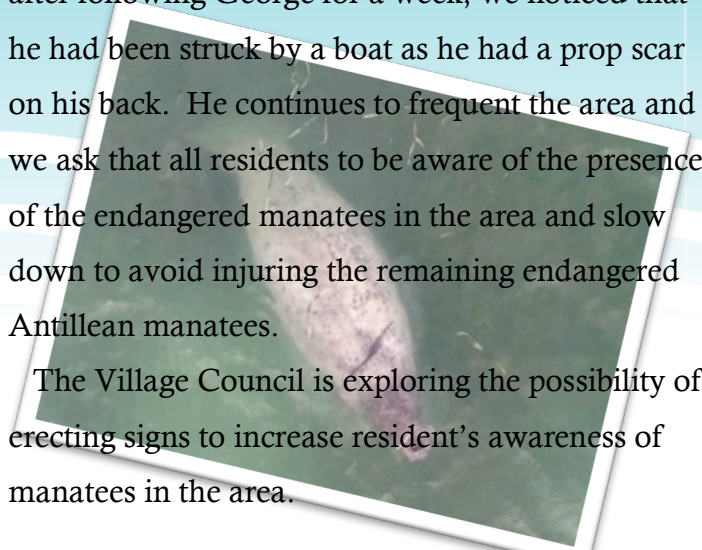 after following George for a week, we noticed that
he had been struck by a boat as he had a prop scar
on his back.  He continues to frequent the area and
we ask that all residents to be aware of the presence
of the endangered manatees in the area and slow
down to avoid injuring the remaining endangered
Antillean manatees.
The Village Council is exploring the possibility of
erecting signs to increase resident’s awareness of
manatees in the area.